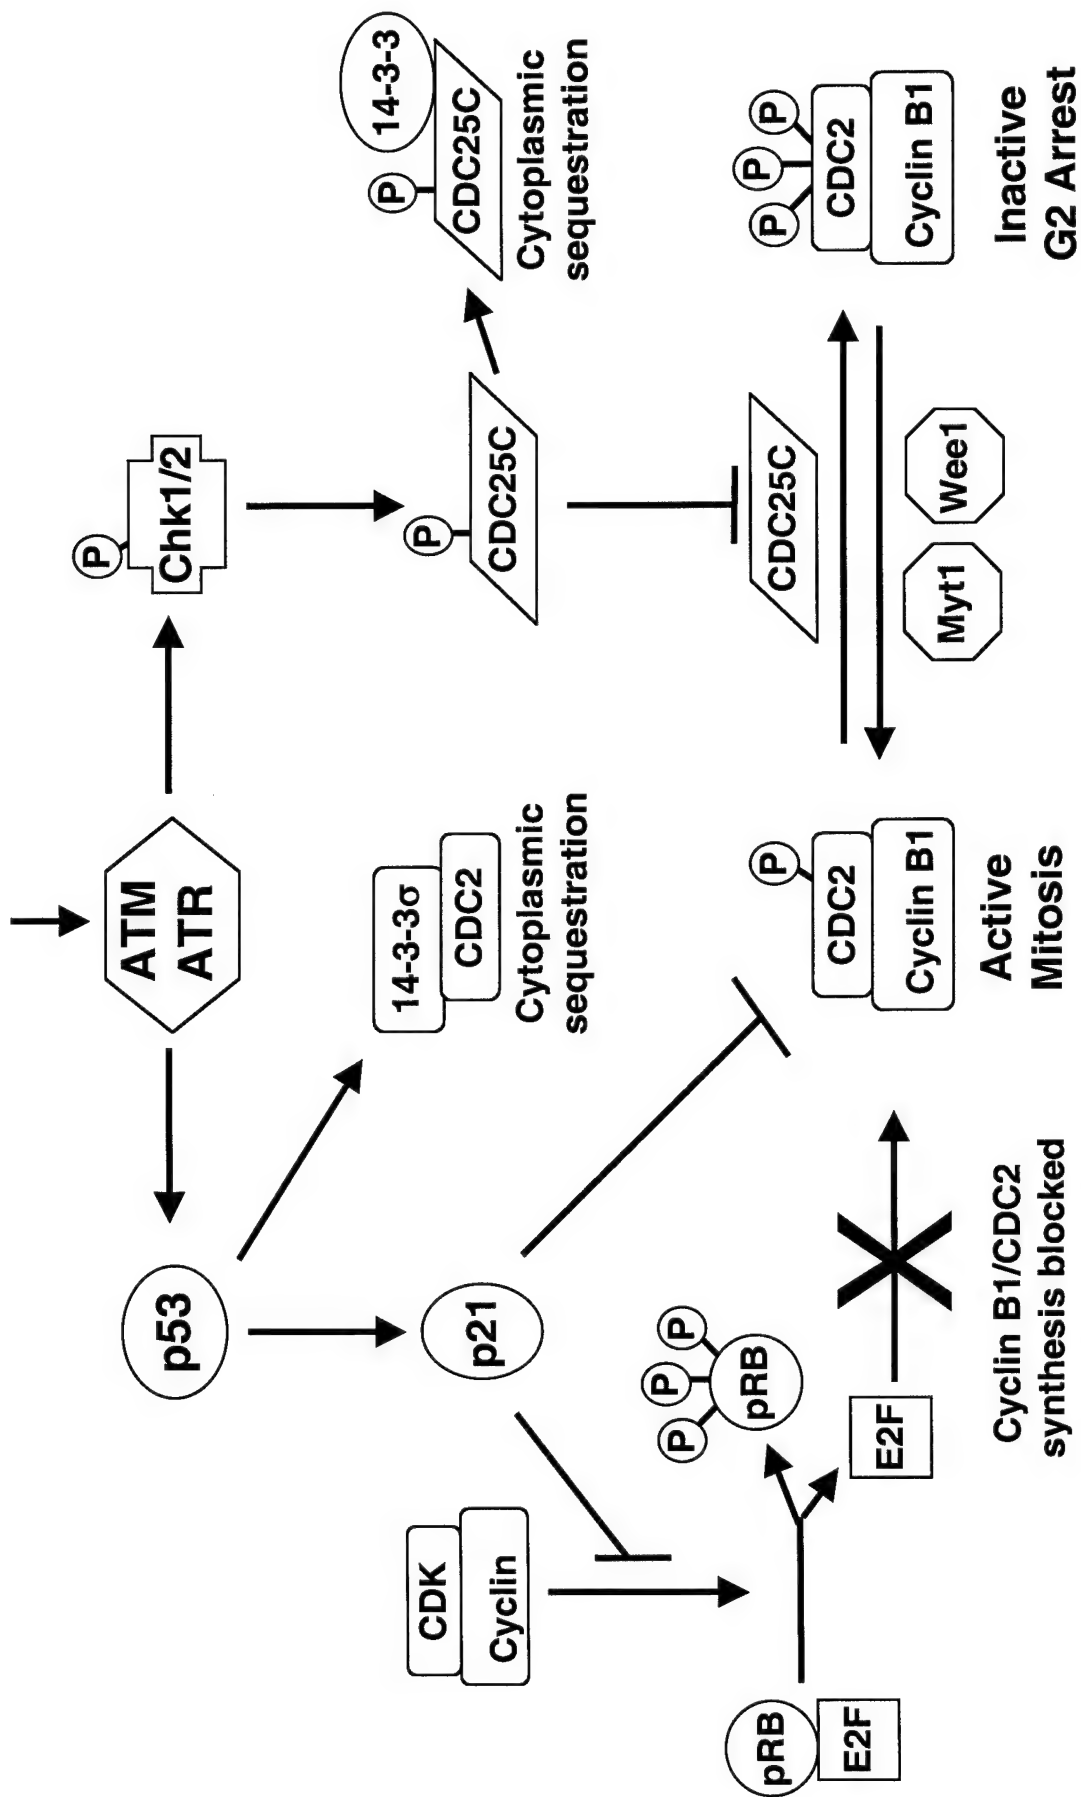 ATM
ATR
p53
P
Chk1/2
14-3-3σ
CDC2
Cytoplasmic
sequestration
P
CDC25C
P
14-3-3
CDC25C
Cytoplasmic
sequestration
p21
CDK
Cyclin
pRB
E2F
P
P
P
pRB
E2F
Cyclin B1/CDC2
synthesis blocked
P
CDC2
Cyclin B1
Active
Mitosis
CDC25C
Myt1
Wee1
P
P
P
CDC2
Cyclin B1
Inactive
G2 Arrest